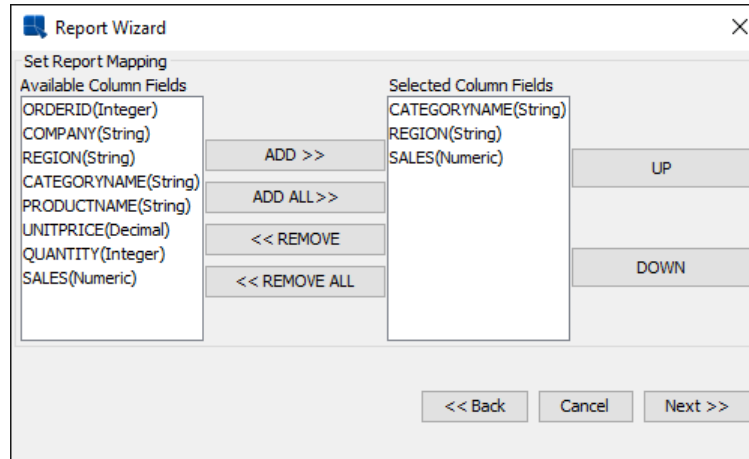 Report Wizard
Set Report Mapping
Available Column Fields
ORDERID(Integer)
COMPANY(String)
REGION(String)
CATEGORYNAME(String)
PRODUCTNAME(String)
UNITPRICE(Decimal)
QUANTITY(Integer)
SALES(Numeric)
ADD >>
ADD ALL>>
<< REMOVE
<< REMOVE ALL
Selected Column Fields
CATEGORYNAME(String)
REGION(String)
SALES(Numeric)
UP
DOWN
<< Back
Cancel
Next >>